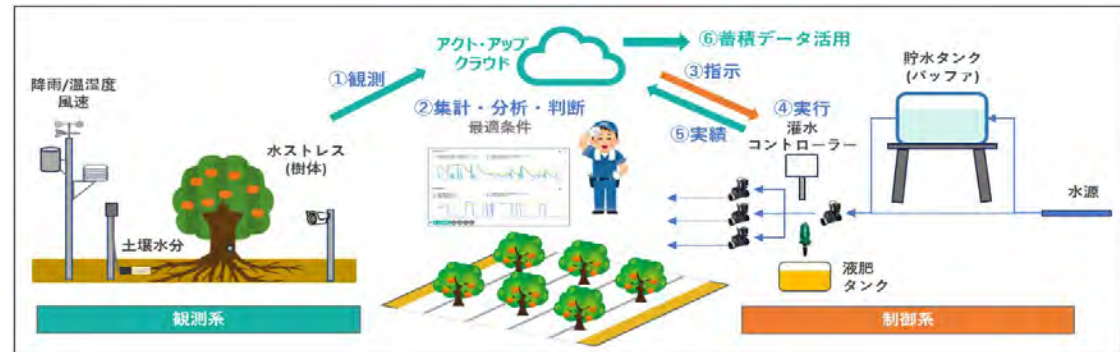 アクト・アップ
クラウド
⑥蓄積データ活用
①観測
③指示
貯水タンク
(バッファ)
降雨/温湿度
風速
②集計・分析・判断
最適条件
④実行
⑤実績
灌水
コントローラー
水ストレス
(樹体)
水源
土壌水分
液肥
タンク
観測系
制御系